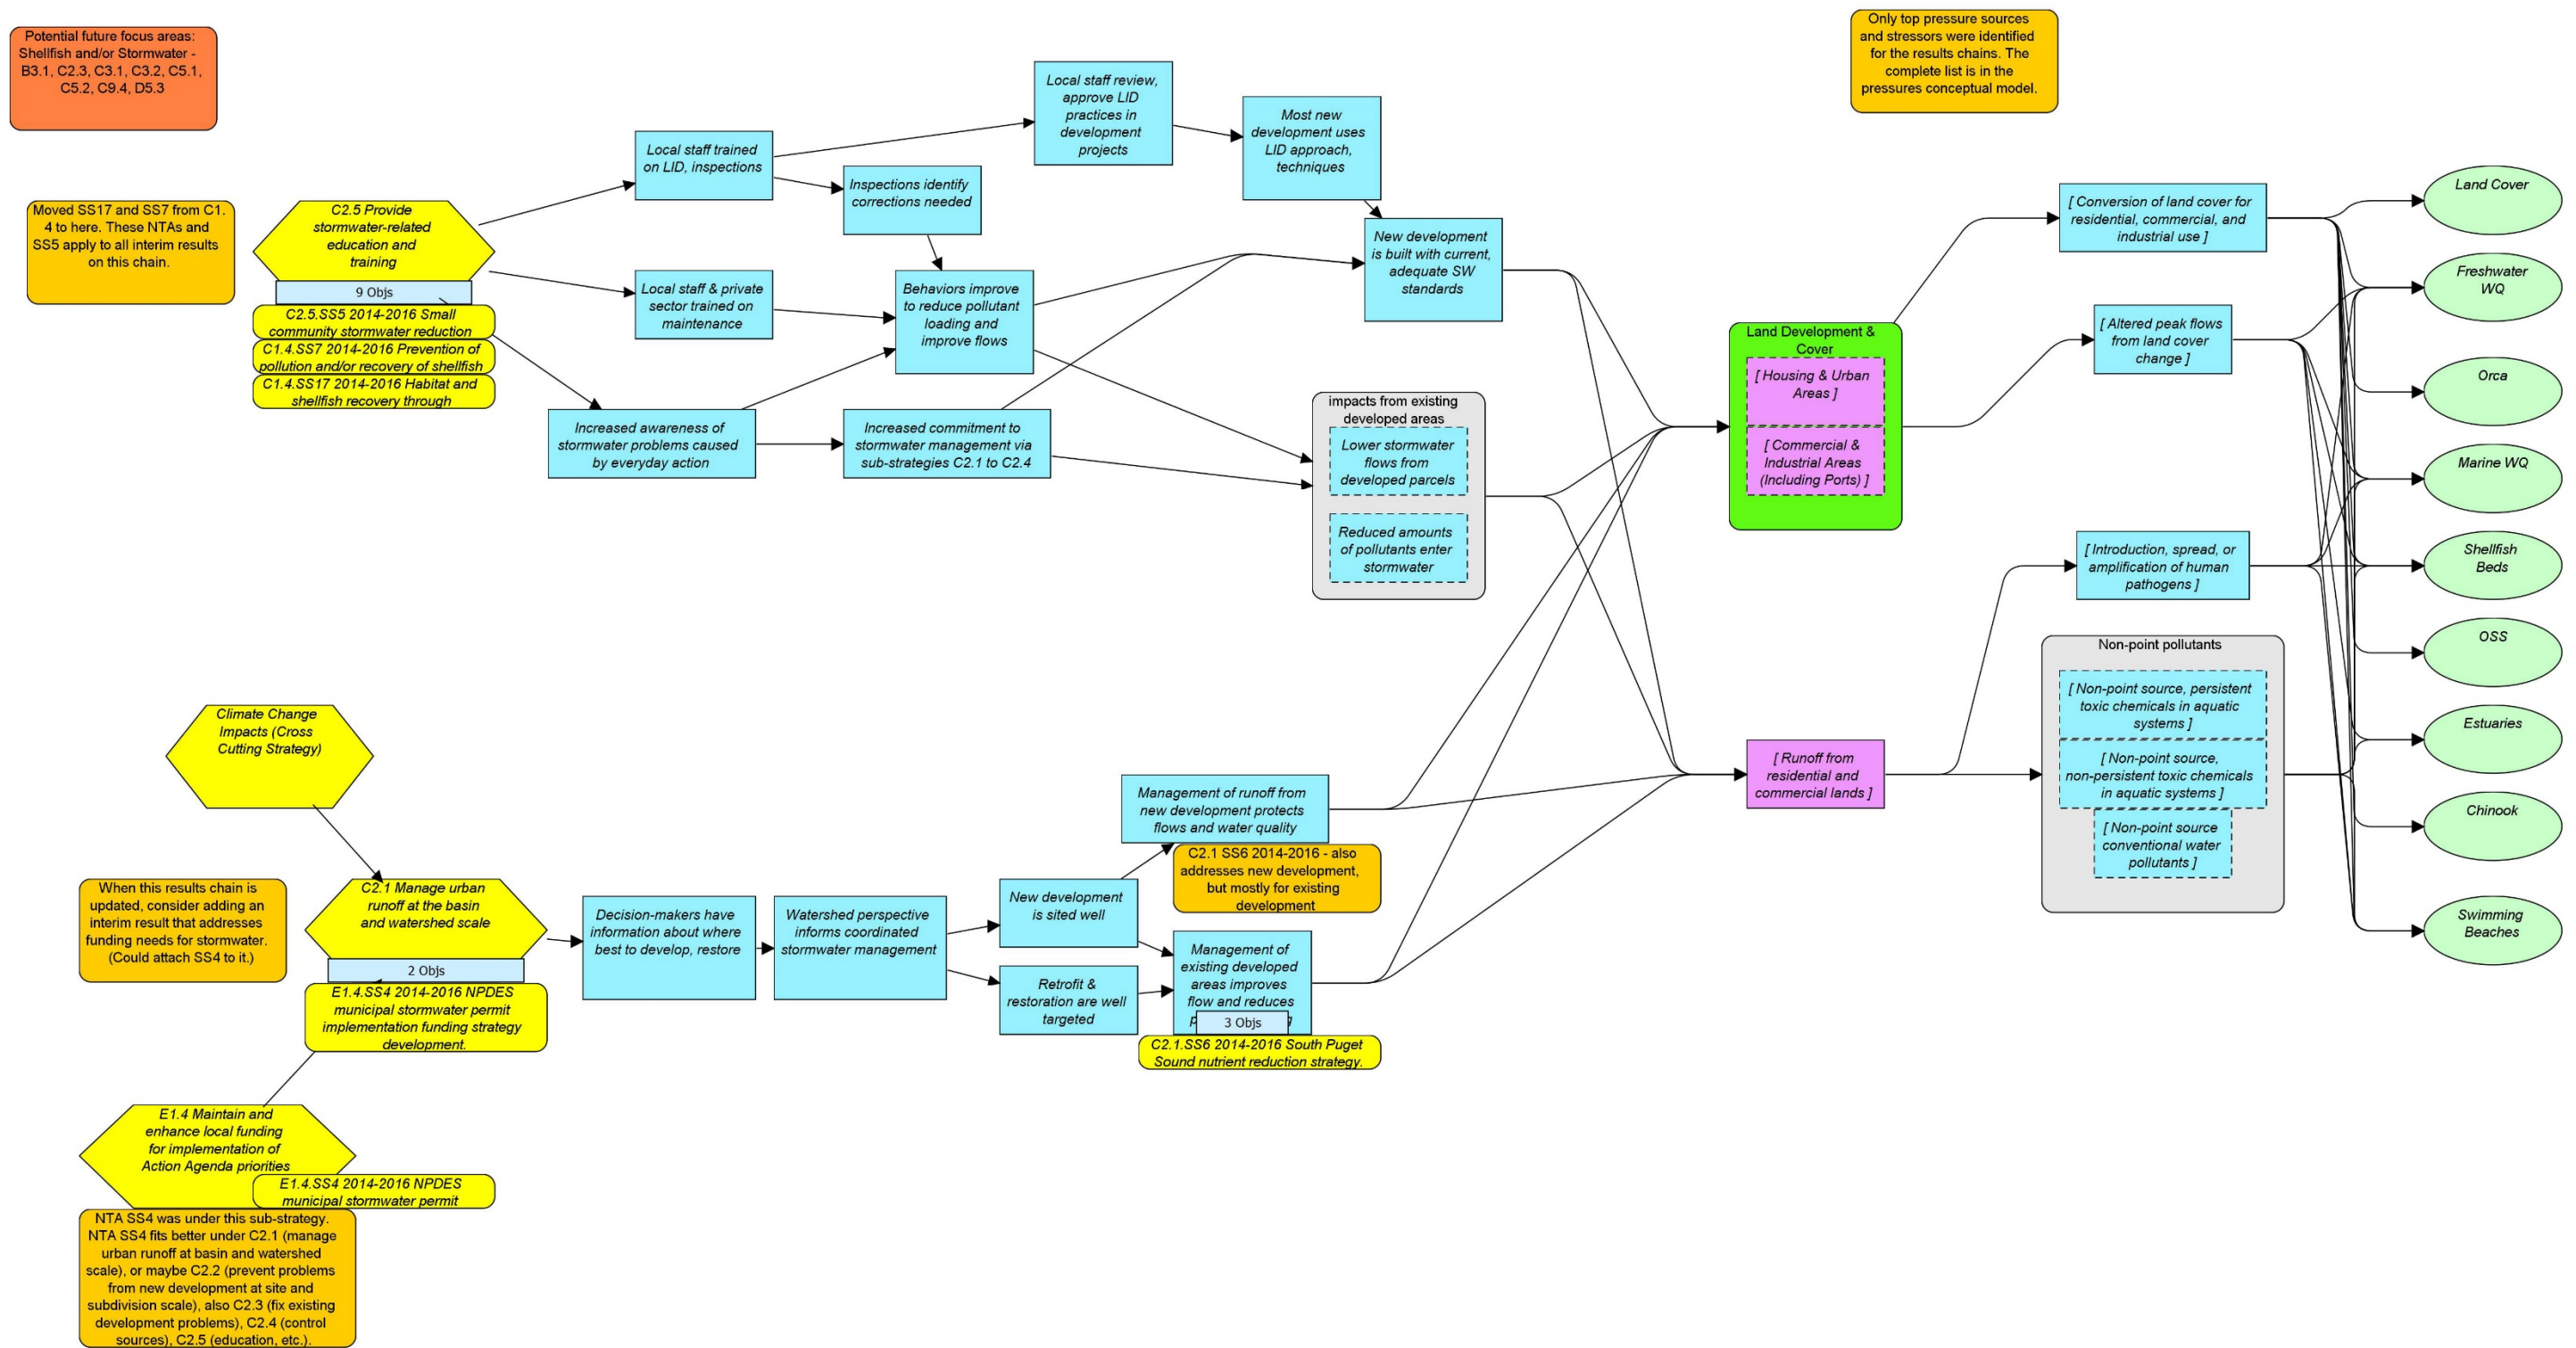 Potential future focus areas:
Shellfish and/or Stormwater -
B3.1, C2.3, C3.1, C3.2, C5.1,
C5.2, C9.4, D5.3
Only top pressure sources
and stressors were identified
for the results chains. The
complete list is in the
pressures conceptual model.
Moved SS17 and SS7 from C1.
4 to here. These NTAs and
SS5 apply to all interim results
on this chain.
C2.5 Provide
stormwater-related
education and
training
9 Objs
C2.5.SS5 2014-2016 Small
community stormwater reduction
C1.4.SS7 2014-2016 Prevention of
pollution and/or recovery of shellfish
C1.4.SS17 2014-2016 Habitat and
shellfish recovery through
Local staff trained
on LID, inspections
Local staff review,
approve LID
practices in
development
projects
Most new
development uses
LID approach,
techniques
Inspections identify
corrections needed
Local staff & private
sector trained on
maintenance
Behaviors improve
to reduce pollutant
loading and
improve flows
New development
is built with current,
adequate SW
standards
Increased awareness of
stormwater problems caused
by everyday action
Increased commitment to
stormwater management via
sub-strategies C2.1 to C2.4
impacts from existing
developed areas
Lower stormwater
flows from
developed parcels
Reduced amounts
of pollutants enter
stormwater
Land Development &
Cover
[ Housing & Urban
Areas ]
[ Commercial &
Industrial Areas
(Including Ports) ]
[ Conversion of land cover for
residential, commercial, and
industrial use ]
[ Altered peak flows
from land cover
change ]
[ Introduction, spread, or
amplification of human
pathogens ]
Non-point pollutants
[ Non-point source, persistent
toxic chemicals in aquatic
systems ]
[ Non-point source,
non-persistent toxic chemicals
in aquatic systems ]
[ Non-point source
conventional water
pollutants ]
[ Runoff from
residential and
commercial lands ]
Land Cover
Freshwater
WQ
Orca
Marine WQ
Shellfish
Beds
OSS
Estuaries
Chinook
Swimming
Beaches
Climate Change
Impacts (Cross
Cutting Strategy)
When this results chain is
updated, consider adding an
interim result that addresses
funding needs for stormwater.
(Could attach SS4 to it.)
C2.1 Manage urban
runoff at the basin
and watershed scale
2 Objs
E1.4.SS4 2014-2016 NPDES
municipal stormwater permit
implementation funding strategy
development.
Decision-makers have
information about where
best to develop, restore
Watershed perspective
informs coordinated
stormwater management
New development
is sited well
Retrofit &
restoration are well
targeted
Management of runoff from
new development protects
flows and water quality
C2.1 SS6 2014-2016 - also
addresses new development,
but mostly for existing
development
Management of
existing developed
areas improves
flow and reduces
3 Objs
C2.1.SS6 2014-2016 South Puget
Sound nutrient reduction strategy.
E1.4 Maintain and
enhance local funding
for implementation of
Action Agenda priorities
E1.4.SS4 2014-2016 NPDES
municipal stormwater permit
NTA SS4 was under this sub-strategy.
NTA SS4 fits better under C2.1 (manage
urban runoff at basin and watershed
scale), or maybe C2.2 (prevent problems
from new development at site and
subdivision scale), also C2.3 (fix existing
development problems), C2.4 (control
sources), C2.5 (education, etc.).